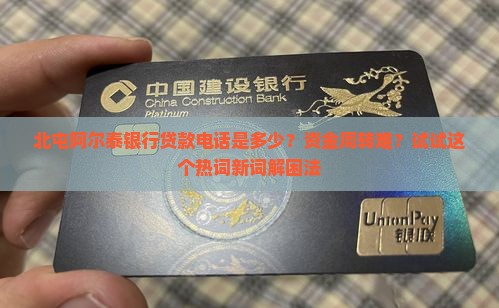 中国建设银行
China Construction Bank
Platinum
北屯阿尔泰银行贷款电话是多少？资金周转难？试试这
个热词新词解困法
UnionPay
银联